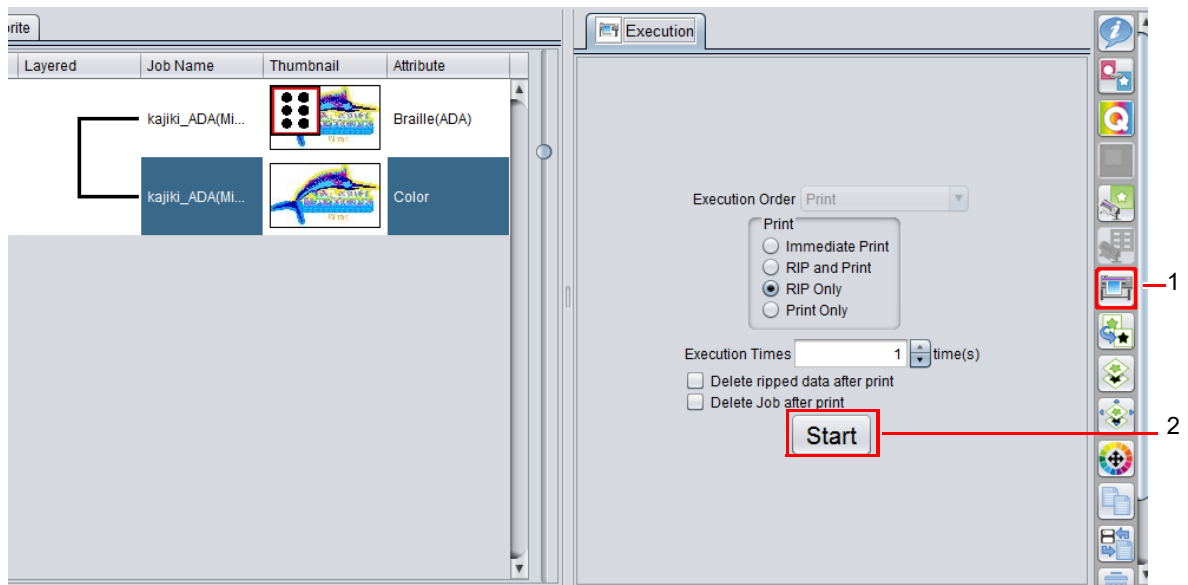 orite
Layered Job Name Thumbnail Attribute
kajiki_ADA(Mi... Braille(ADA)
kajiki_ADA(Mi... Color
Execution
Execution Order Print
Print
Immediate Print
RIP and Print
RIP Only
Print Only
Execution Times 1 time(s)
Delete ripped data after print
Delete Job after print
Start
1
2